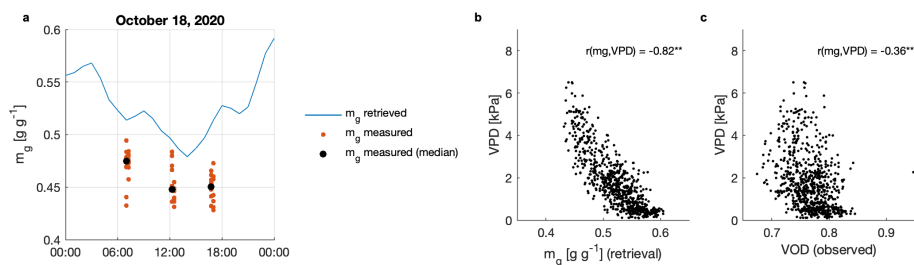 a
October 18, 2020
0.6
0.55
0.5
0.45
0.4
m_g [g g⁻¹]
00:00 06:00 12:00 18:00 00:00
m_g retrieved
m_g measured
m_g measured (median)
b
r(mg,VPD) = -0.82**
8
6
4
2
0
VPD [kPa]
0.4 0.5 0.6
m_g [g g⁻¹] (retrieval)
c
r(mg,VPD) = -0.36**
8
6
4
2
0
VPD [kPa]
0.7 0.8 0.9
VOD (observed)